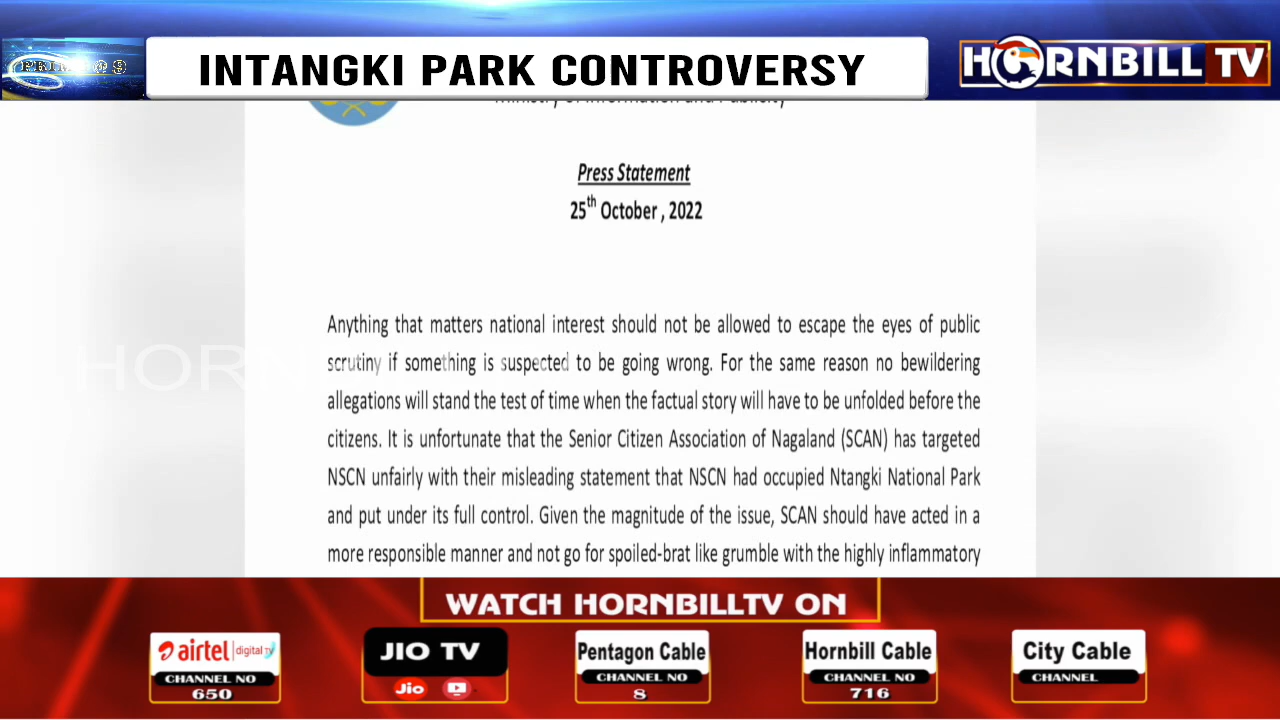 INTANGKI PARK CONTROVERSY
HORNBILL TV
Ministry of Information and Publicity
Press Statement
25th October , 2022
Anything that matters national interest should not be allowed to escape the eyes of public
scrutiny if something is suspected to be going wrong. For the same reason no bewildering
allegations will stand the test of time when the factual story will have to be unfolded before the
citizens. It is unfortunate that the Senior Citizen Association of Nagaland (SCAN) has targeted
NSCN unfairly with their misleading statement that NSCN had occupied Ntangki National Park
and put under its full control. Given the magnitude of the issue, SCAN should have acted in a
more responsible manner and not go for spoiled-brat like grumble with the highly inflammatory
WATCH HORNBILLTV ON
airtel digital TV
CHANNEL NO
650
JIO TV
Jio
Pentagon Cable
CHANNEL NO
8
Hornbill Cable
CHANNEL NO
716
City Cable
CHANNEL